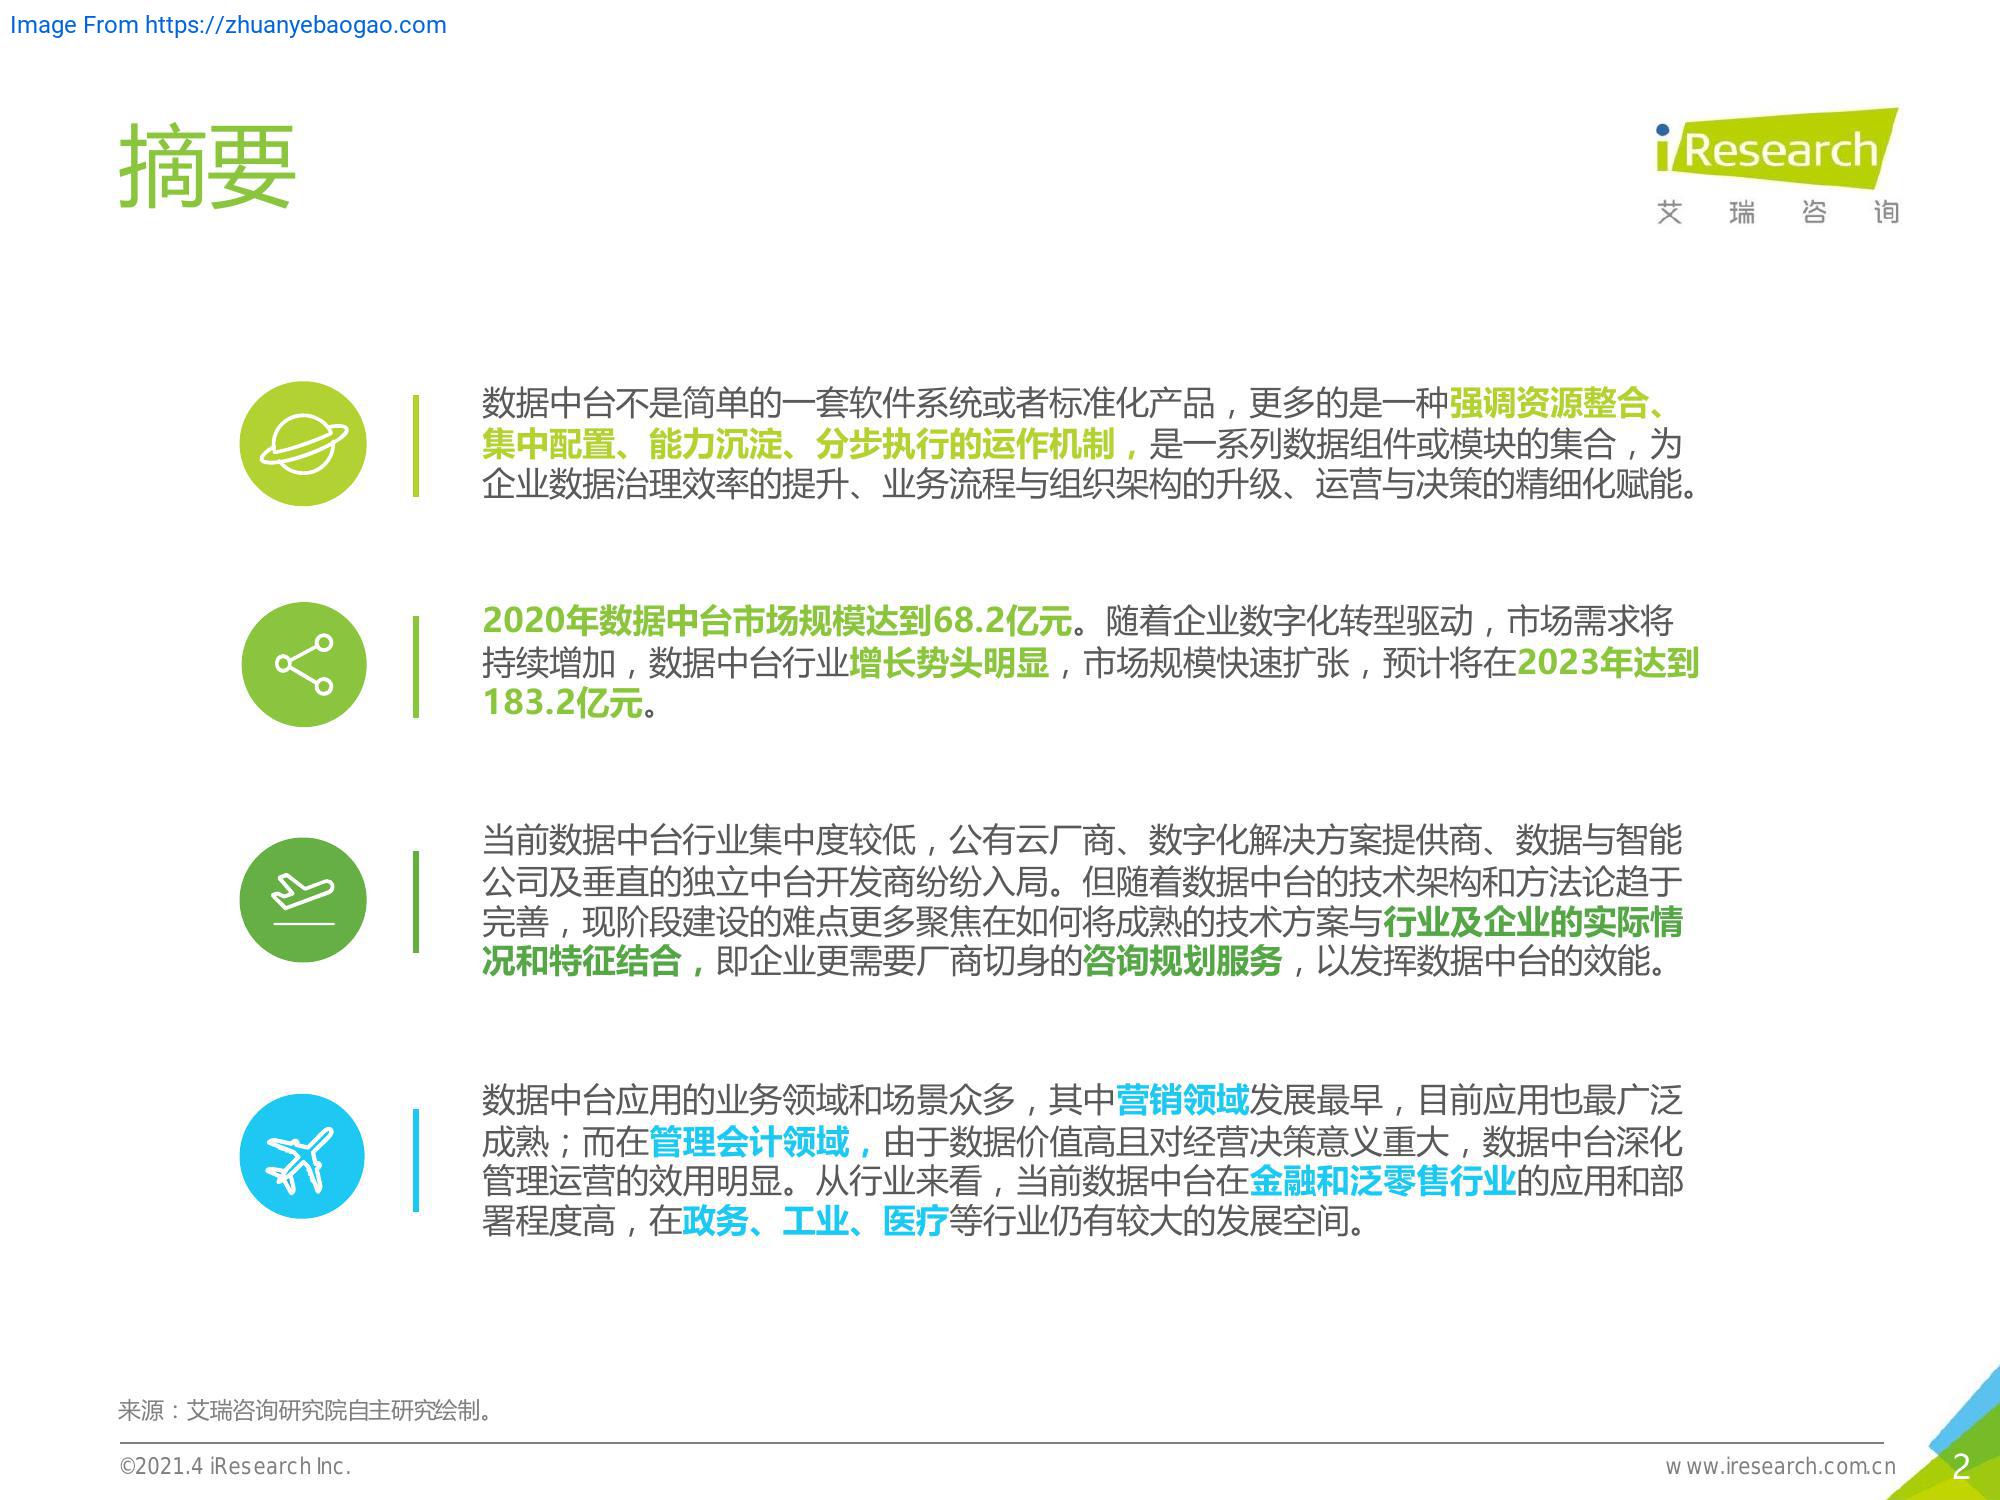 Image From https://zhuanyebaogao.com
摘要
iResearch
艾瑞咨询
数据中台不是简单的一套软件系统或者标准化产品，更多的是一种强调资源整合、
集中配置、能力沉淀、分步执行的运作机制，是一系列数据组件或模块的集合，为
企业数据治理效率的提升、业务流程与组织架构的升级、运营与决策的精细化赋能。
2020年数据中台市场规模达到68.2亿元。随着企业数字化转型驱动，市场需求将
持续增加，数据中台行业增长势头明显，市场规模快速扩张，预计将在2023年达到
183.2亿元。
当前数据中台行业集中度较低，公有云厂商、数字化解决方案提供商、数据与智能
公司及垂直的独立中台开发商纷纷入局。但随着数据中台的技术架构和方法论趋于
完善，现阶段建设的难点更多聚焦在如何将成熟的技术方案与行业及企业的实际情
况和特征结合，即企业更需要厂商切身的咨询规划服务，以发挥数据中台的效能。
数据中台应用的业务领域和场景众多，其中营销领域发展最早，目前应用也最广泛
成熟；而在管理会计领域，由于数据价值高且对经营决策意义重大，数据中台深化
管理运营的效用明显。从行业来看，当前数据中台在金融和泛零售行业的应用和部
署程度高，在政务、工业、医疗等行业仍有较大的发展空间。
来源：艾瑞咨询研究院自主研究绘制。
©2021.4 iResearch Inc.
www.iresearch.com.cn
2